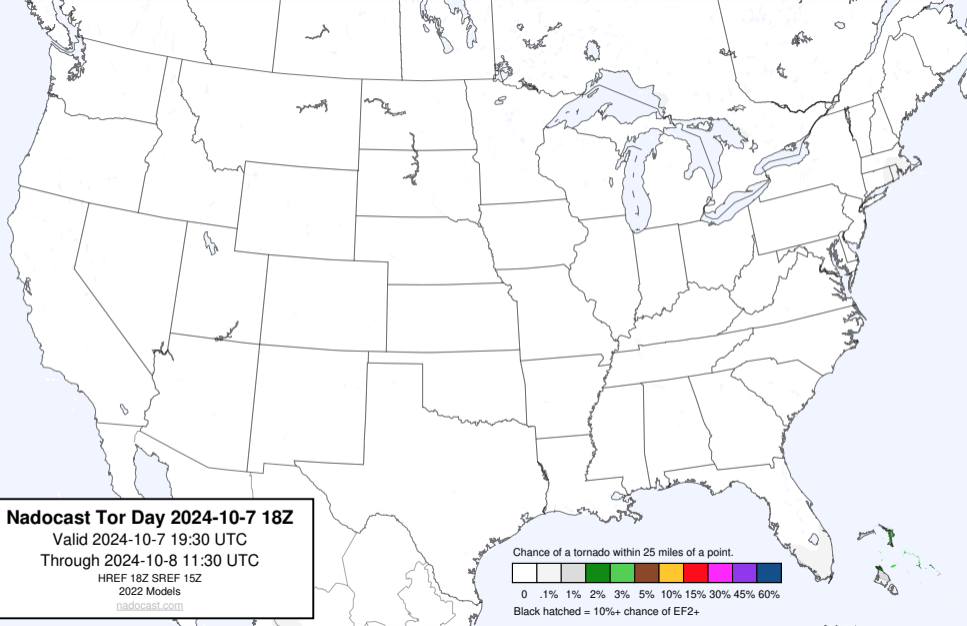 Nadocast Tor Day 2024-10-7 18Z
Valid 2024-10-7 19:30 UTC
Through 2024-10-8 11:30 UTC
HREF 18Z SREF 15Z
2022 Models
nadocast.com
Chance of a tornado within 25 miles of a point.
0 .1% 1% 2% 3% 5% 10% 15% 30% 45% 60%
Black hatched = 10%+ chance of EF2+